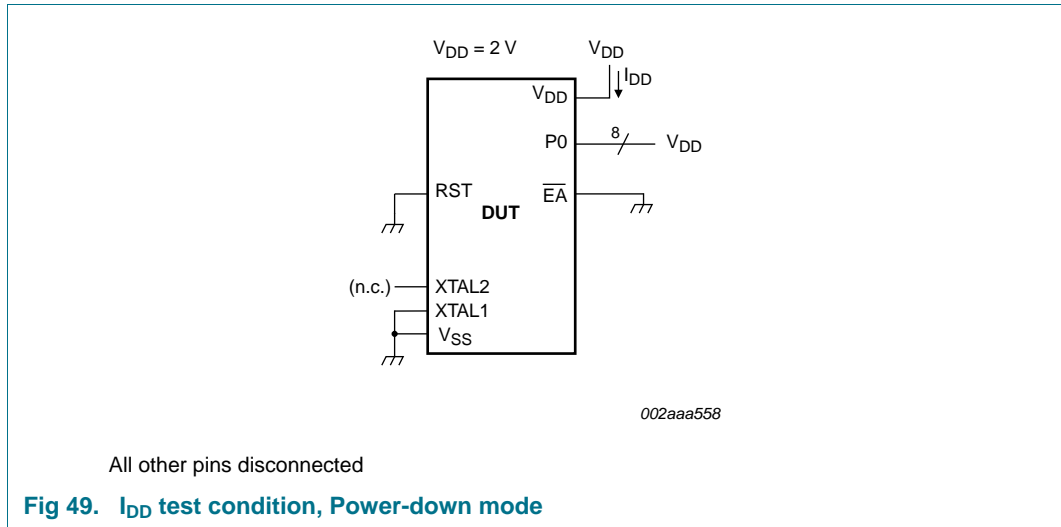 V_DD = 2 V
V_DD
I_DD
V_DD
P0
8
V_DD
RST
E̅A̅
DUT
(n.c.)
XTAL2
XTAL1
V_SS
002aaa558
All other pins disconnected
Fig 49. I_DD test condition, Power-down mode